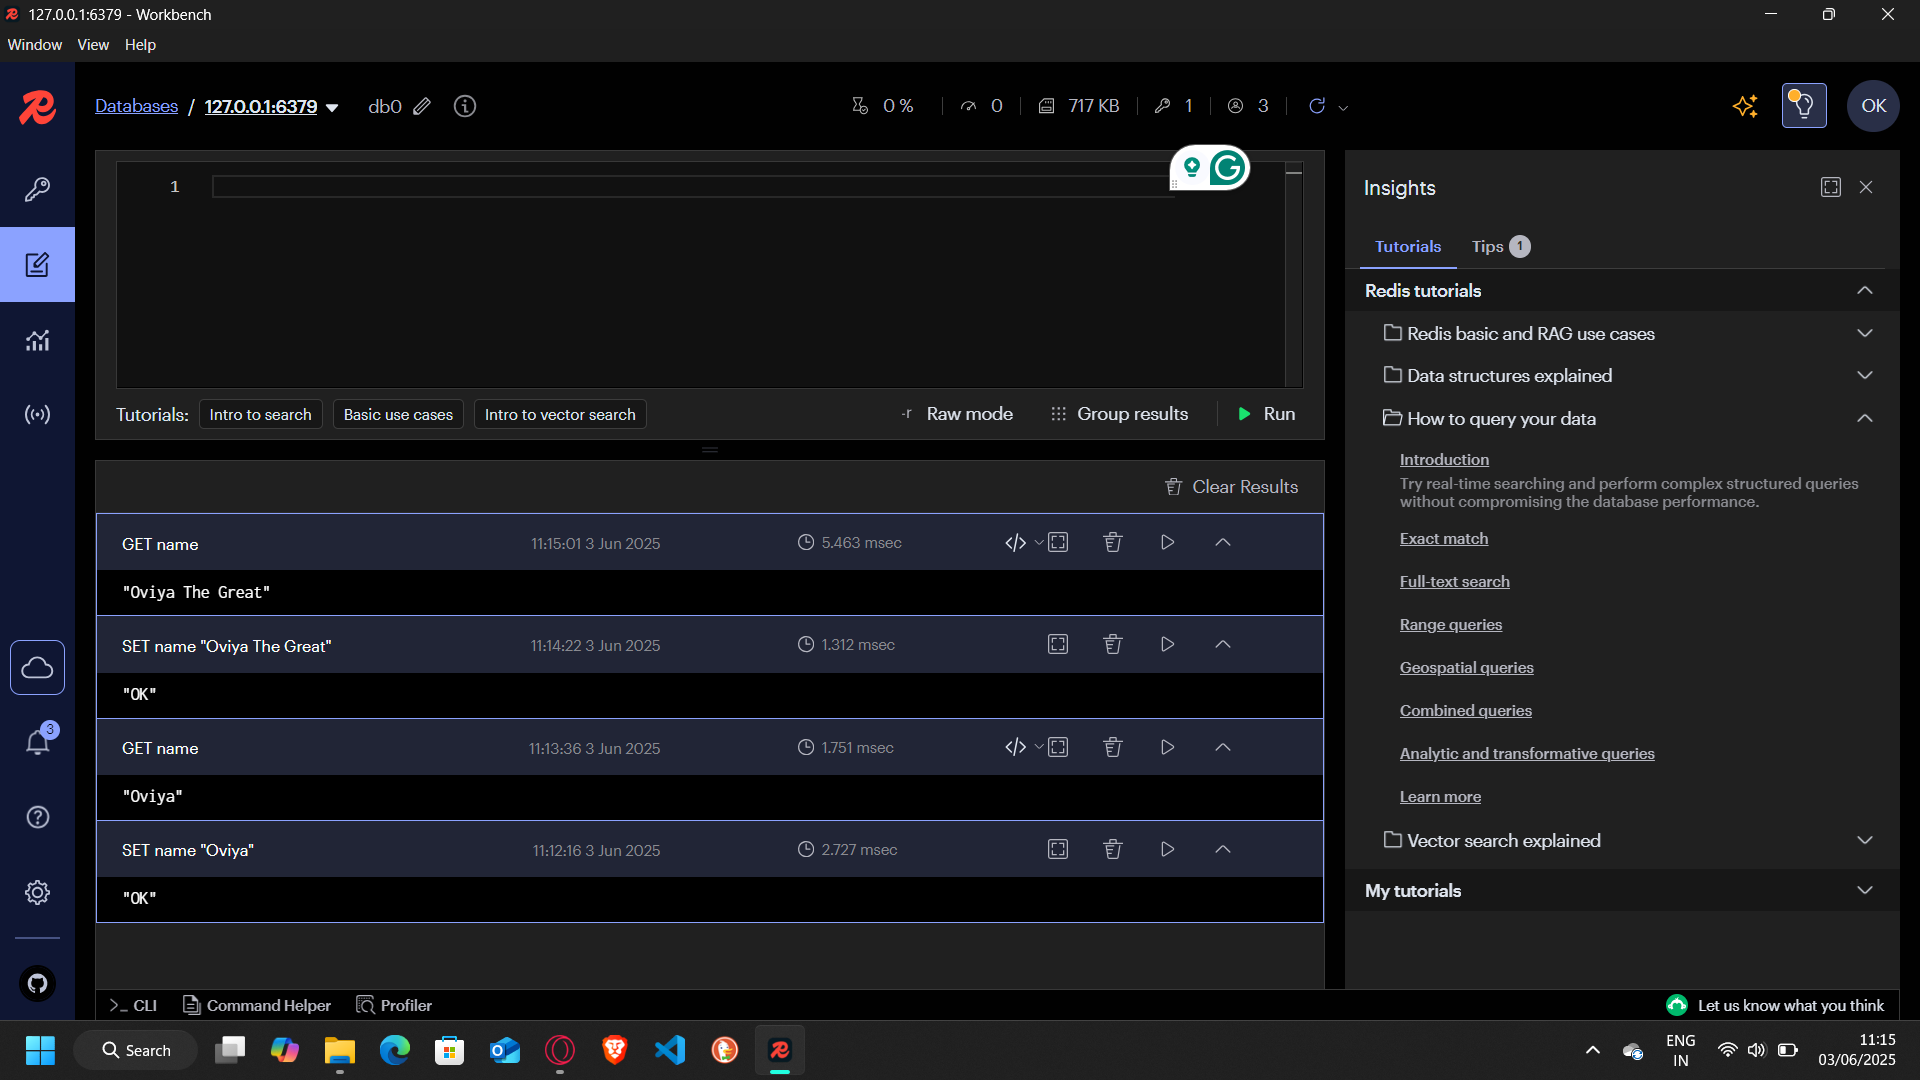 127.0.0.1:6379 - Workbench
Window View Help
Databases / 127.0.0.1:6379 db0 0 % 0 717 KB 1 3 OK
1
Tutorials: Intro to search Basic use cases Intro to vector search -r Raw mode Group results Run
Clear Results
GET name 11:15:01 3 Jun 2025 5.463 msec
"Oviya The Great"
SET name "Oviya The Great" 11:14:22 3 Jun 2025 1.312 msec
"OK"
GET name 11:13:36 3 Jun 2025 1.751 msec
"Oviya"
SET name "Oviya" 11:12:16 3 Jun 2025 2.727 msec
"OK"
Insights
Tutorials Tips 1
Redis tutorials
Redis basic and RAG use cases
Data structures explained
How to query your data
Introduction
Try real-time searching and perform complex structured queries
without compromising the database performance.
Exact match
Full-text search
Range queries
Geospatial queries
Combined queries
Analytic and transformative queries
Learn more
Vector search explained
My tutorials
3
>_ CLI Command Helper Profiler Let us know what you think
Search
ENG
IN
11:15
03/06/2025